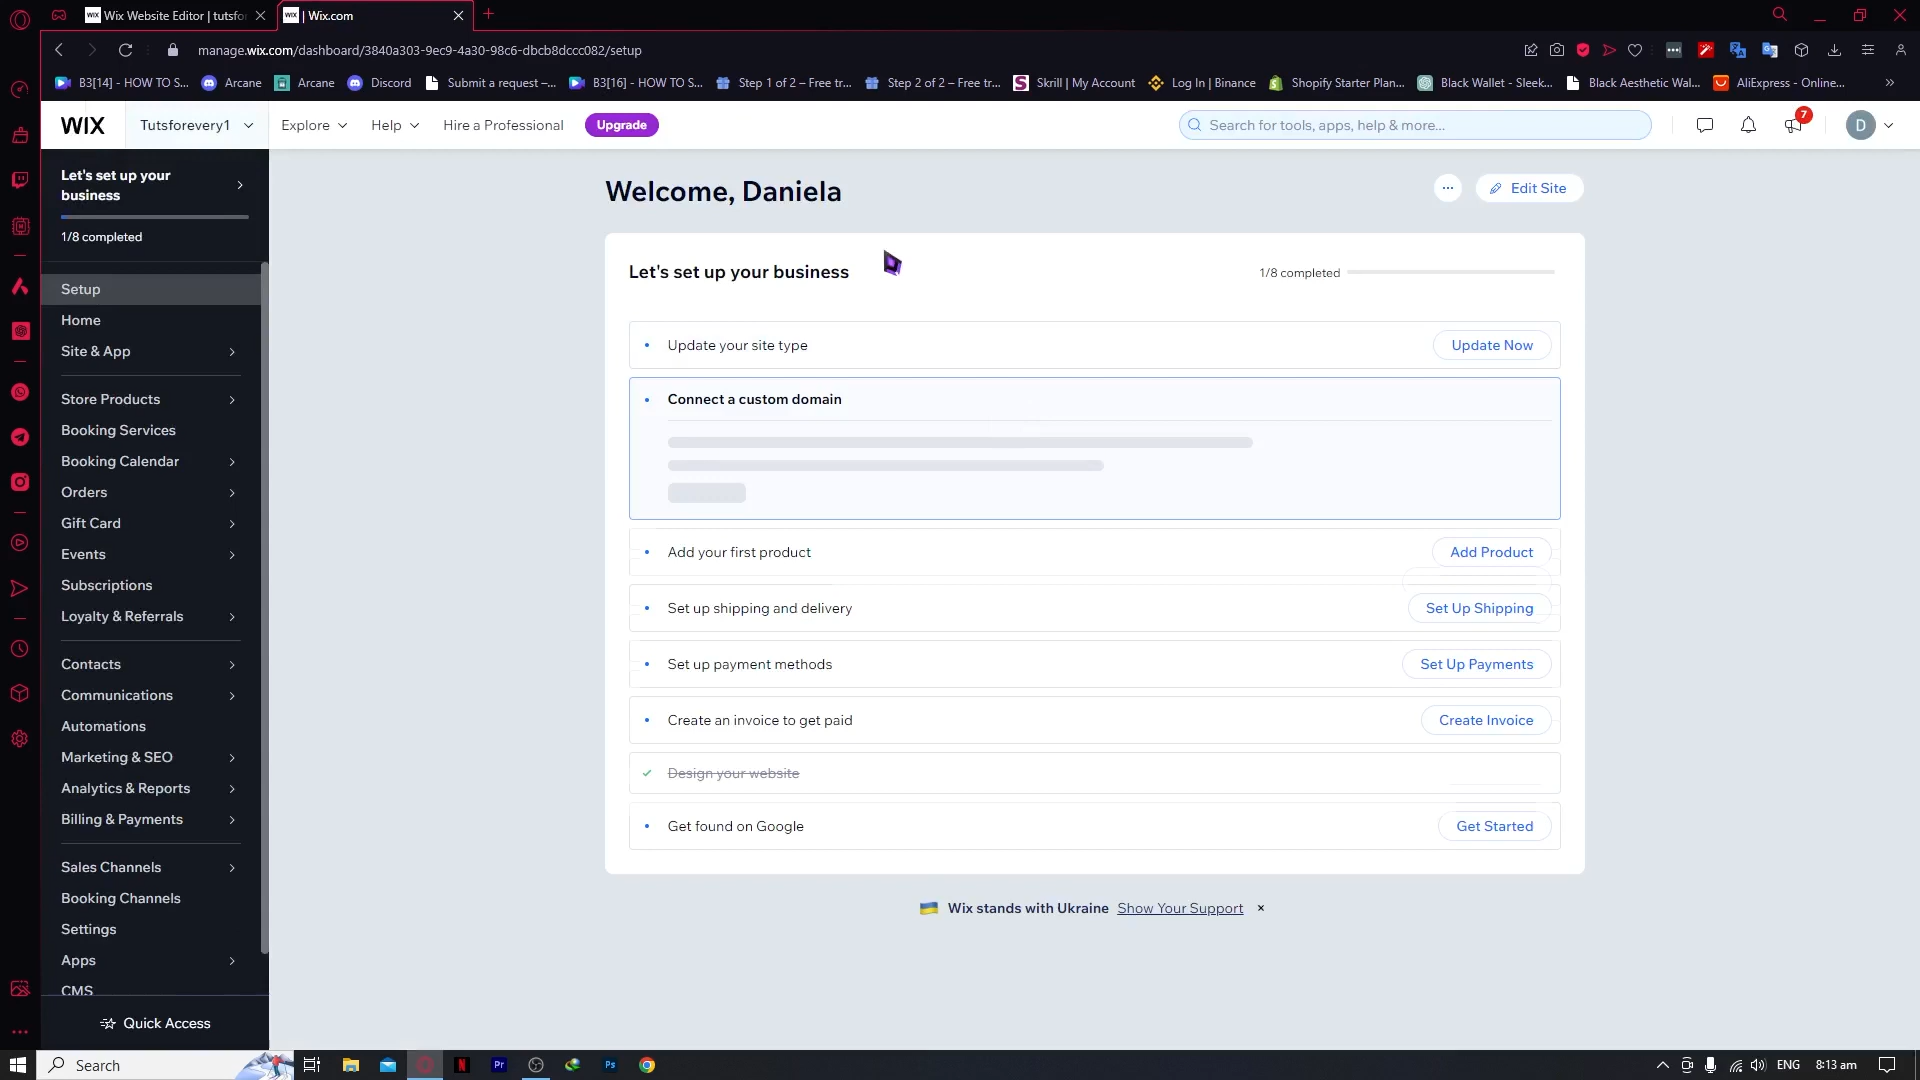 Wix Website Editor | tutsfor
| Wix.com
manage.wix.com/dashboard/3840a303-9ec9-4a30-98c6-dbcb8dccc082/setup
B3[14] - HOW TO S...
Arcane
Arcane
Discord
Submit a request –...
B3[16] - HOW TO S...
Step 1 of 2 – Free tr...
Step 2 of 2 – Free tr...
Skrill | My Account
Log In | Binance
Shopify Starter Plan...
Black Wallet - Sleek...
Black Aesthetic Wal...
AliExpress - Online...
WIX
Tutsforevery1
Explore
Help
Hire a Professional
Upgrade
Search for tools, apps, help & more...
7
D
Let's set up your
business
1/8 completed
Setup
Home
Site & App
Store Products
Booking Services
Booking Calendar
Orders
Gift Card
Events
Subscriptions
Loyalty & Referrals
Contacts
Communications
Automations
Marketing & SEO
Analytics & Reports
Billing & Payments
Sales Channels
Booking Channels
Settings
Apps
CMS
Quick Access
Welcome, Daniela
Edit Site
Let's set up your business
1/8 completed
Update your site type
Update Now
Connect a custom domain
Add your first product
Add Product
Set up shipping and delivery
Set Up Shipping
Set up payment methods
Set Up Payments
Create an invoice to get paid
Create Invoice
Design your website
Get found on Google
Get Started
Wix stands with Ukraine Show Your Support
Search
N
Pr
Ps
ENG
8:13 am